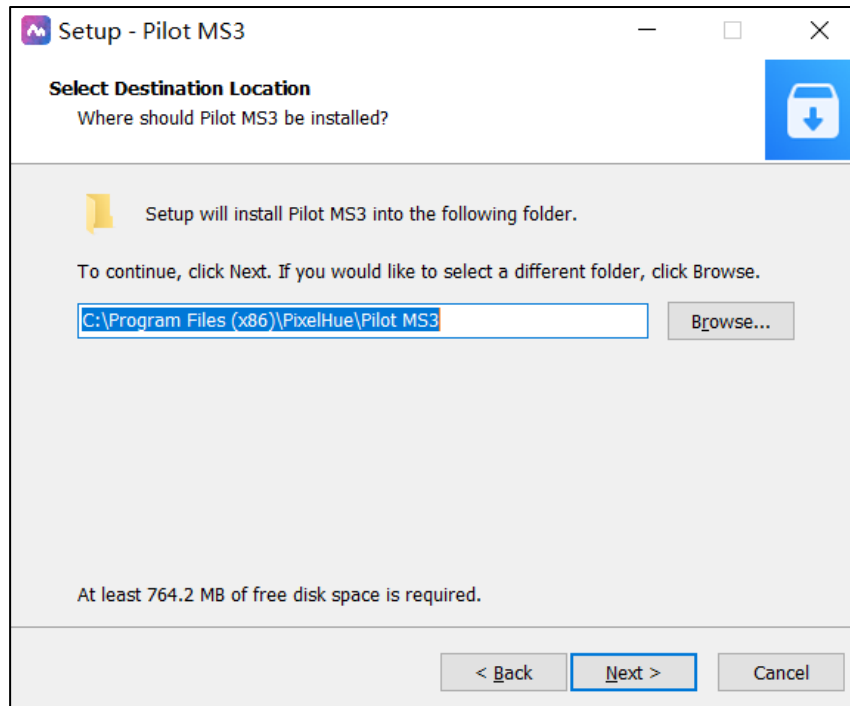 Setup - Pilot MS3
Select Destination Location
Where should Pilot MS3 be installed?
Setup will install Pilot MS3 into the following folder.
To continue, click Next. If you would like to select a different folder, click Browse.
C:\Program Files (x86)\PixelHue\Pilot MS3
Browse...
At least 764.2 MB of free disk space is required.
< Back
Next >
Cancel